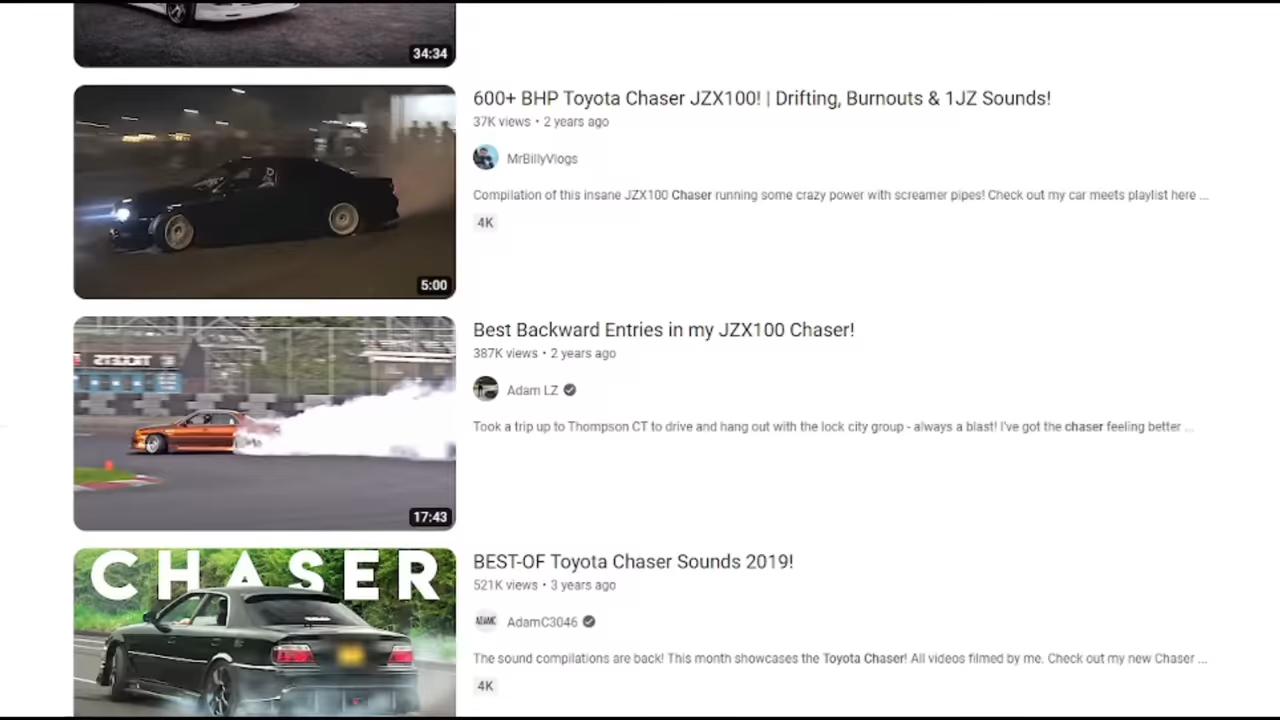 34:34
600+ BHP Toyota Chaser JZX100! | Drifting, Burnouts & 1JZ Sounds!
37K views • 2 years ago
MrBillyVlogs
Compilation of this insane JZX100 Chaser running some crazy power with screamer pipes! Check out my car meets playlist here ...
4K
5:00
TICKETS
Best Backward Entries in my JZX100 Chaser!
387K views • 2 years ago
Adam LZ
Took a trip up to Thompson CT to drive and hang out with the lock city group - always a blast! I've got the chaser feeling better ...
17:43
CHASER
BEST-OF Toyota Chaser Sounds 2019!
521K views • 3 years ago
ADAMC
AdamC3046
The sound compilations are back! This month showcases the Toyota Chaser! All videos filmed by me. Check out my new Chaser ...
4K